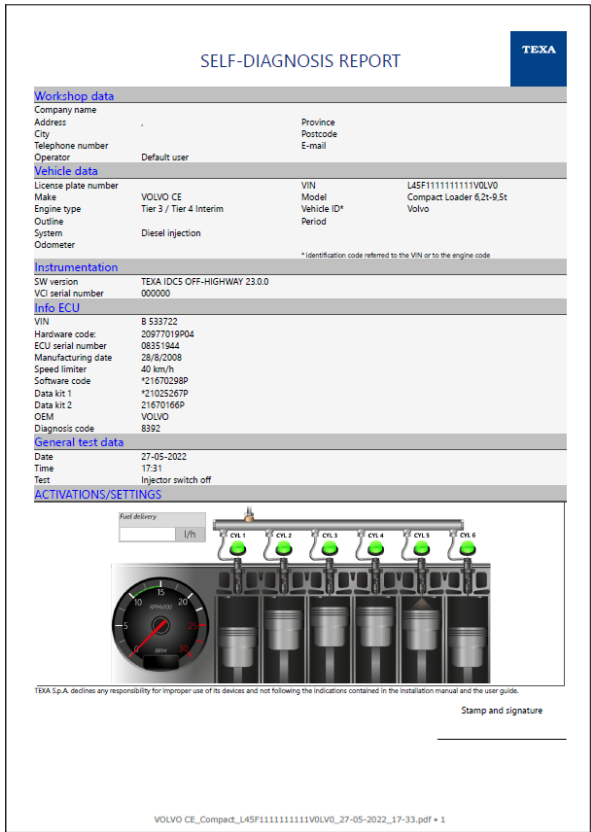 TEXA
SELF-DIAGNOSIS REPORT
Workshop data
Company name
Address , Province
City Postcode
Telephone number E-mail
Operator Default user
Vehicle data
License plate number VIN L45F1111111111V0LV0
Make VOLVO CE Model Compact Loader 6,2t-9,5t
Engine type Tier 3 / Tier 4 Interim Vehicle ID* Volvo
Outline Period
System Diesel injection
Odometer
* Identification code referred to the VIN or to the engine code
Instrumentation
SW version TEXA IDC5 OFF-HIGHWAY 23.0.0
VCI serial number 000000
Info ECU
VIN B 533722
Hardware code: 20977019P04
ECU serial number 08351944
Manufacturing date 28/8/2008
Speed limiter 40 km/h
Software code *21670298P
Data kit 1 *21025267P
Data kit 2 21670166P
OEM VOLVO
Diagnosis code 8392
General test data
Date 27-05-2022
Time 17:31
Test Injector switch off
ACTIVATIONS/SETTINGS
Fuel delivery
l/h
CYL 1 CYL 2 CYL 3 CYL 4 CYL 5 CYL 6
0 5 10 15 20 25 30
RPMx100
RPM
TEXA S.p.A. declines any responsibility for improper use of its devices and not following the indications contained in the installation manual and the user guide.
Stamp and signature
VOLVO CE_Compact_L45F1111111111V0LV0_27-05-2022_17-33.pdf • 1